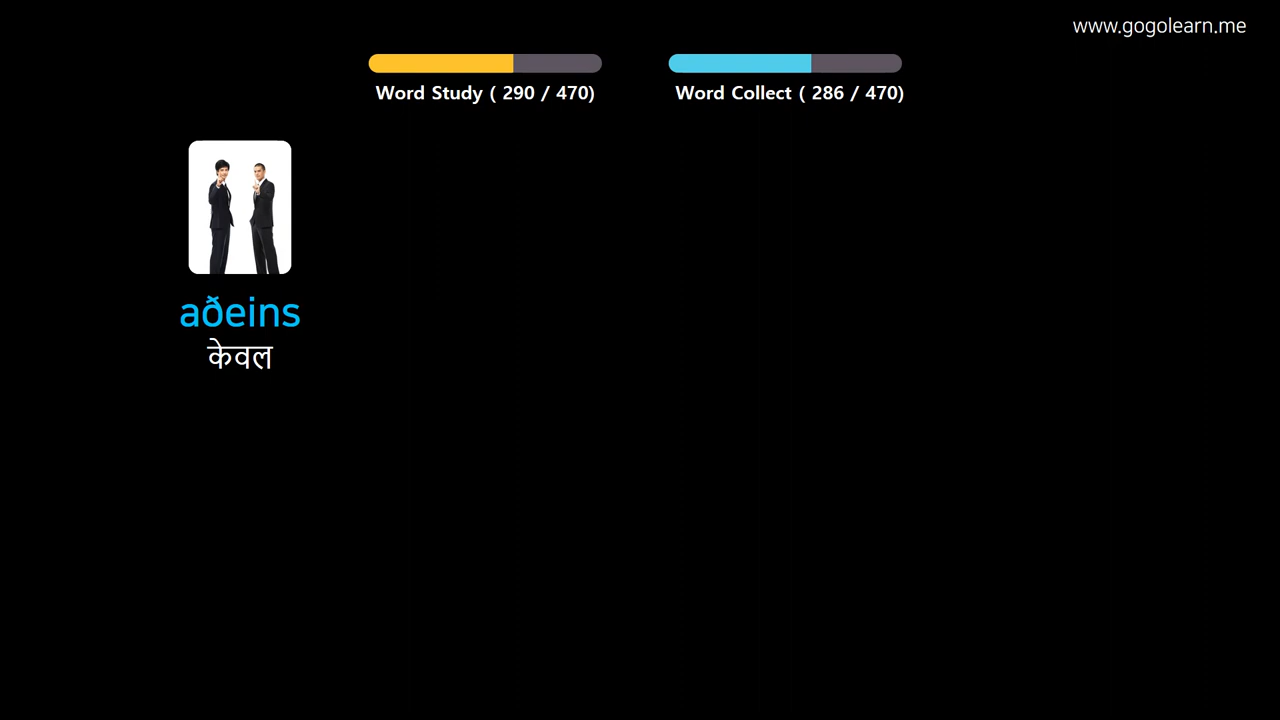 www.gogolearn.me
Word Study ( 290 / 470)
Word Collect ( 286 / 470)
aðeins
केवल